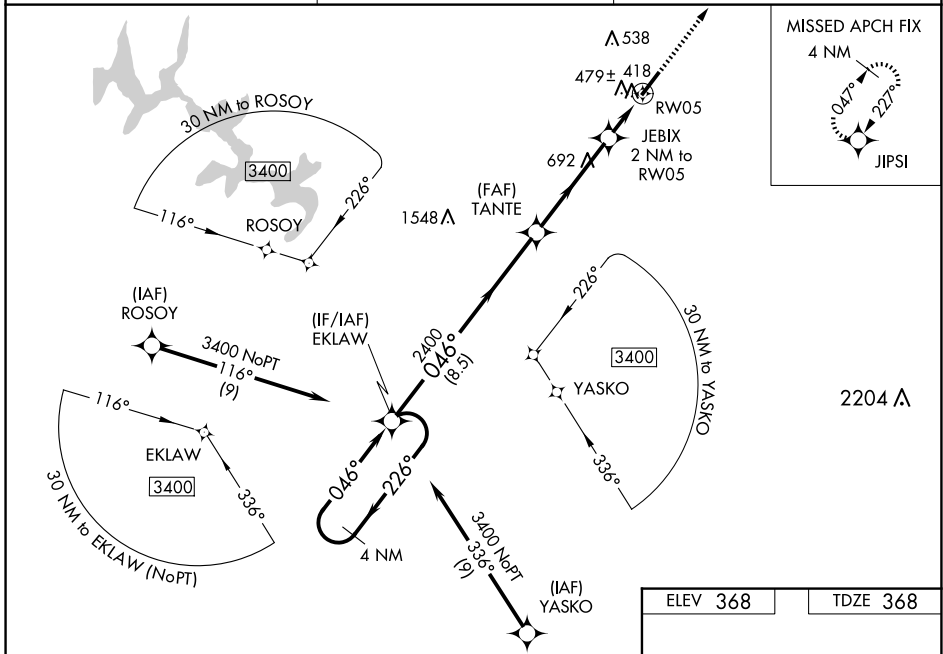 MISSED APCH FIX
4 NM
047°
227°
JIPSI
538
479± 418
RW05
JEBIX
2 NM to
RW05
692
(FAF)
TANTE
1548
30 NM to ROSOY
3400
116°
226°
ROSOY
(IAF)
ROSOY
3400 NoPT
116°
(9)
(IF/IAF)
EKLAW
2400
046°
(8.5)
226°
3400
30 NM to YASKO
YASKO
336°
2204
116°
EKLAW
3400
336°
30 NM to EKLAW (NoPT)
046°
226°
4 NM
3400 NoPT
336°
(9)
(IAF)
YASKO
ELEV 368
TDZE 368